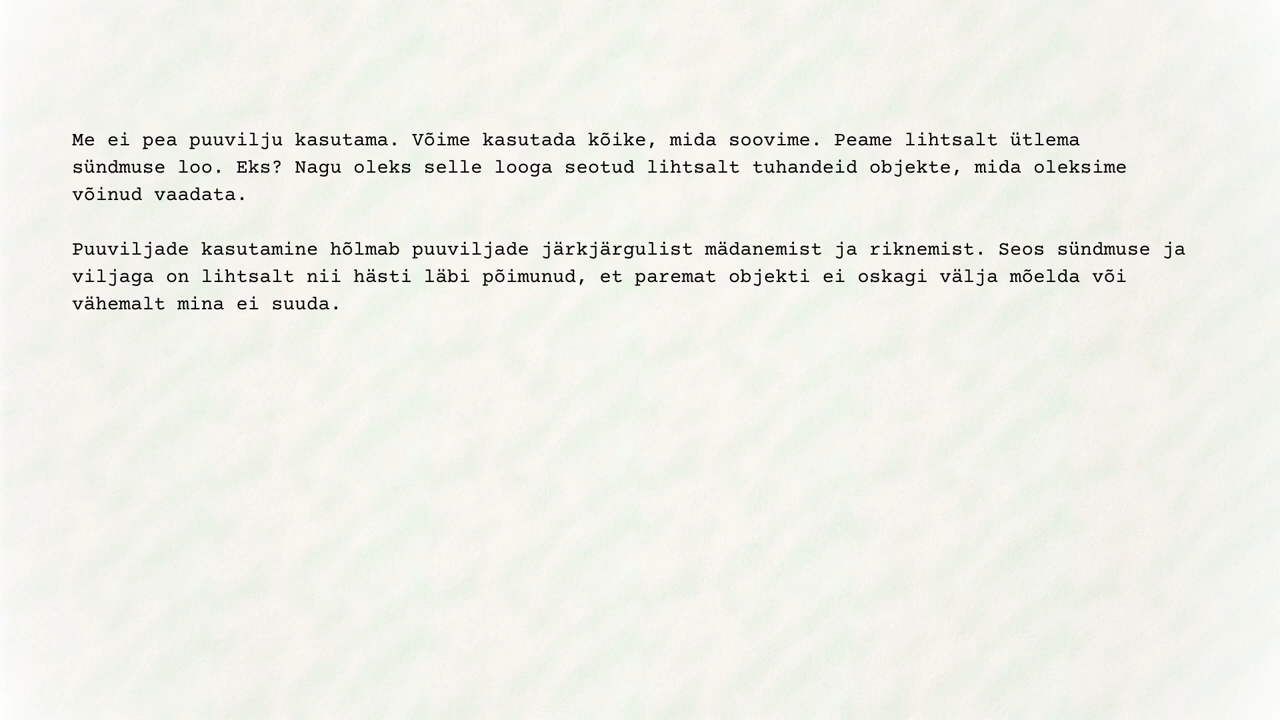 Me ei pea puuvilju kasutama. Võime kasutada kõike, mida soovime. Peame lihtsalt ütlema
sündmuse loo. Eks? Nagu oleks selle looga seotud lihtsalt tuhandeid objekte, mida oleksime
võinud vaadata.
Puuviljade kasutamine hõlmab puuviljade järkjärgulist mädanemist ja riknemist. Seos sündmuse ja
viljaga on lihtsalt nii hästi läbi põimunud, et paremat objekti ei oskagi välja mõelda või
vähemalt mina ei suuda.